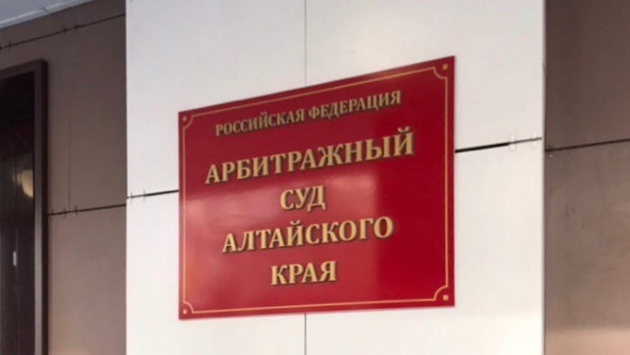 РОССИЙСКАЯ ФЕДЕРАЦИЯ
АРБИТРАЖНЫЙ
СУД
АЛТАЙСКОГО
КРАЯ